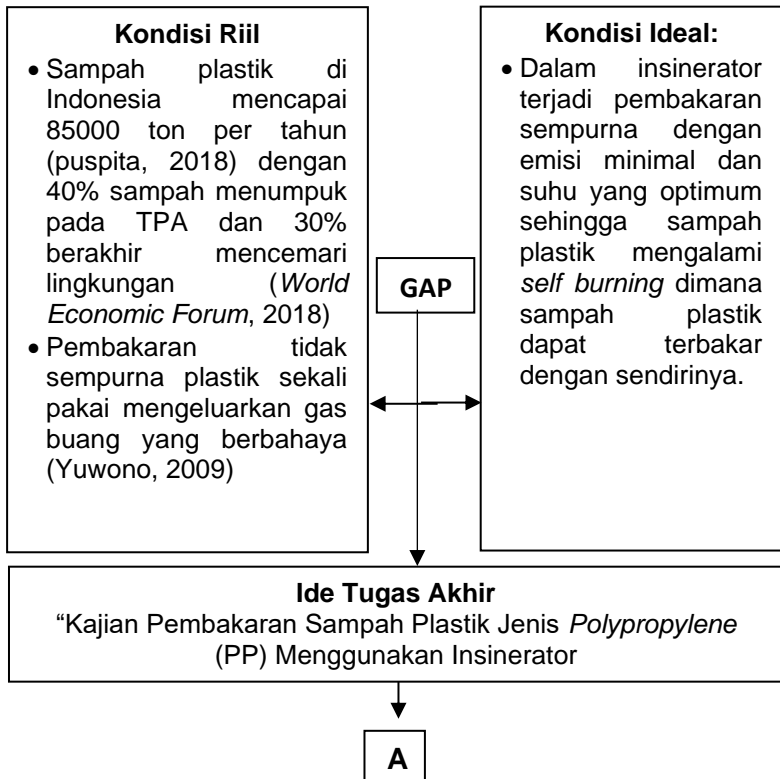 Kondisi Riil
• Sampah plastik di
Indonesia mencapai
85000 ton per tahun
(puspita, 2018) dengan
40% sampah menumpuk
pada TPA dan 30%
berakhir mencemari
lingkungan (World
Economic Forum, 2018)
• Pembakaran tidak
sempurna plastik sekali
pakai mengeluarkan gas
buang yang berbahaya
(Yuwono, 2009)
GAP
Kondisi Ideal:
• Dalam insinerator
terjadi pembakaran
sempurna dengan
emisi minimal dan
suhu yang optimum
sehingga sampah
plastik mengalami
self burning dimana
sampah plastik
dapat terbakar
dengan sendirinya.
Ide Tugas Akhir
“Kajian Pembakaran Sampah Plastik Jenis Polypropylene
(PP) Menggunakan Insinerator
A